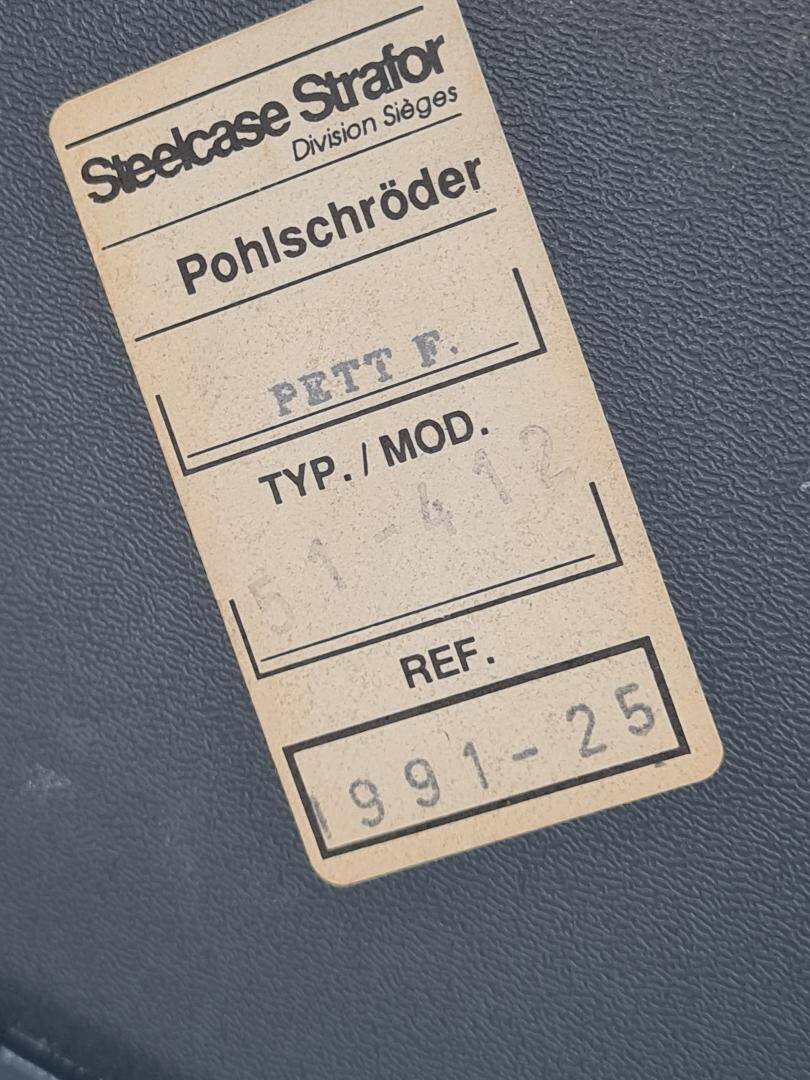 Steelcase Strafor
Division Sièges
Pohlschröder
PETT F.
TYP./MOD.
51-412
REF.
1991-25